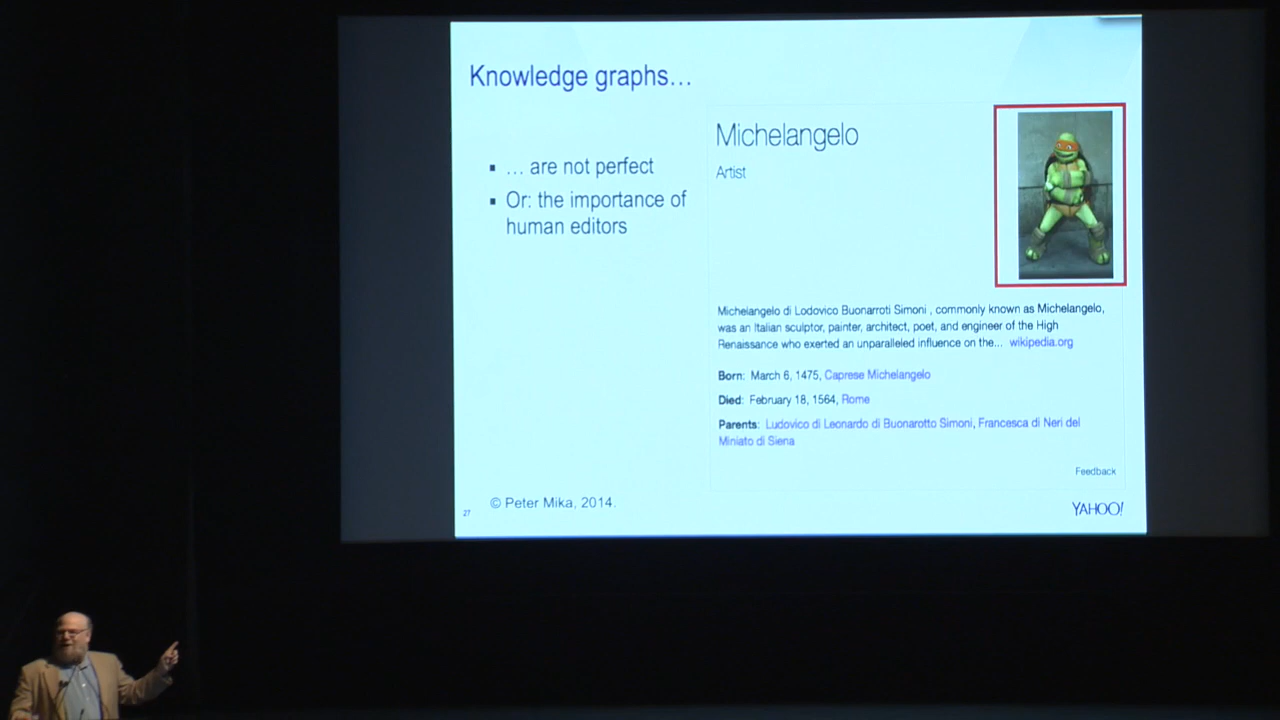 Knowledge graphs…
▪ … are not perfect
▪ Or: the importance of
human editors
Michelangelo
Artist
Michelangelo di Lodovico Buonarroti Simoni , commonly known as Michelangelo,
was an Italian sculptor, painter, architect, poet, and engineer of the High
Renaissance who exerted an unparalleled influence on the... wikipedia.org
Born: March 6, 1475, Caprese Michelangelo
Died: February 18, 1564, Rome
Parents: Ludovico di Leonardo di Buonarotto Simoni, Francesca di Neri del
Miniato di Siena
Feedback
© Peter Mika, 2014.
27
YAHOO!